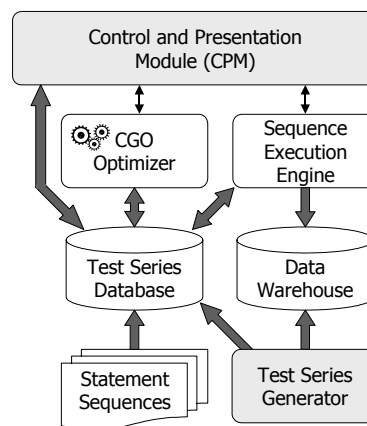 Control and Presentation
Module (CPM)
CGO
Optimizer
Sequence
Execution
Engine
Test Series
Database
Data
Warehouse
Statement
Sequences
Test Series
Generator